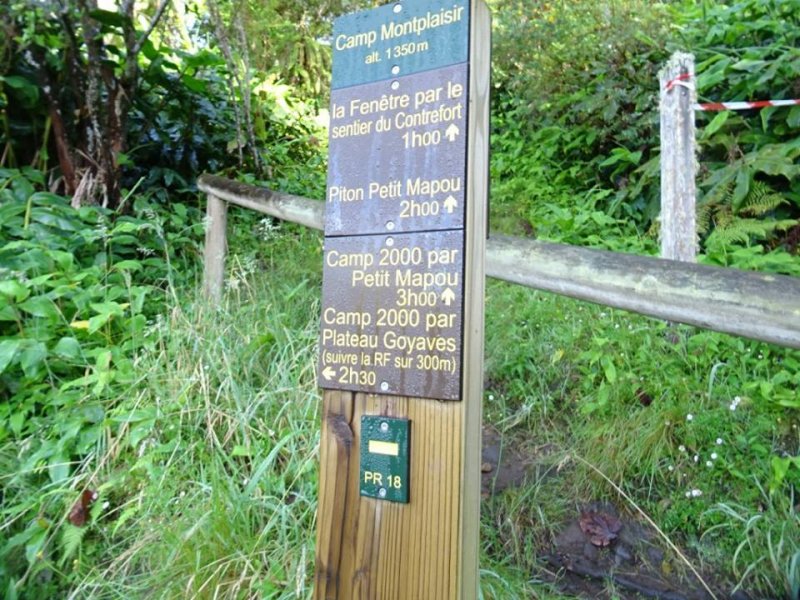 Camp Montplaisir
alt. 1350 m
la Fenêtre par le
sentier du Contrefort
1h00 ↑
Piton Petit Mapou
2h00 ↑
Camp 2000 par
Petit Mapou
3h00 ↑
Camp 2000 par
Plateau Goyaves
(suivre la RF sur 300m)
← 2h30
PR 18